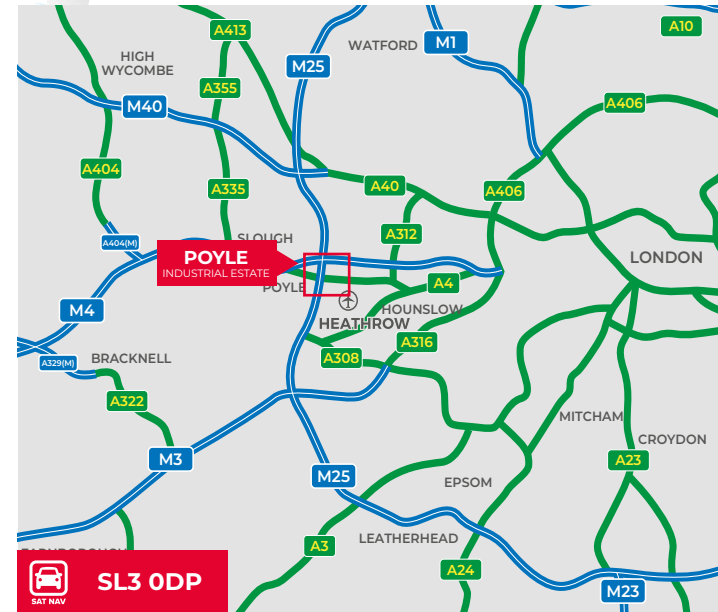 A413
A10
HIGH
WYCOMBE
WATFORD
M1
M25
A355
M40
A406
A404
A335
A40
A406
A404(M)
SLOUGH
A312
POYLE
INDUSTRIAL ESTATE
LONDON
POYLE
A4
M4
HOUNSLOW
HEATHROW
A316
A329(M)
BRACKNELL
A308
A322
MITCHAM
CROYDON
M3
A23
M25
EPSOM
LEATHERHEAD
A3
A24
SAT NAV
SL3 0DP
M23